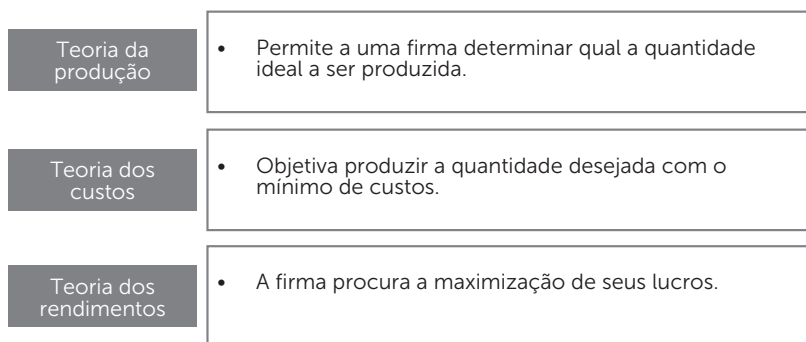 Teoria da
produção
• Permite a uma firma determinar qual a quantidade
ideal a ser produzida.
Teoria dos
custos
• Objetiva produzir a quantidade desejada com o
mínimo de custos.
Teoria dos
rendimentos
• A firma procura a maximização de seus lucros.